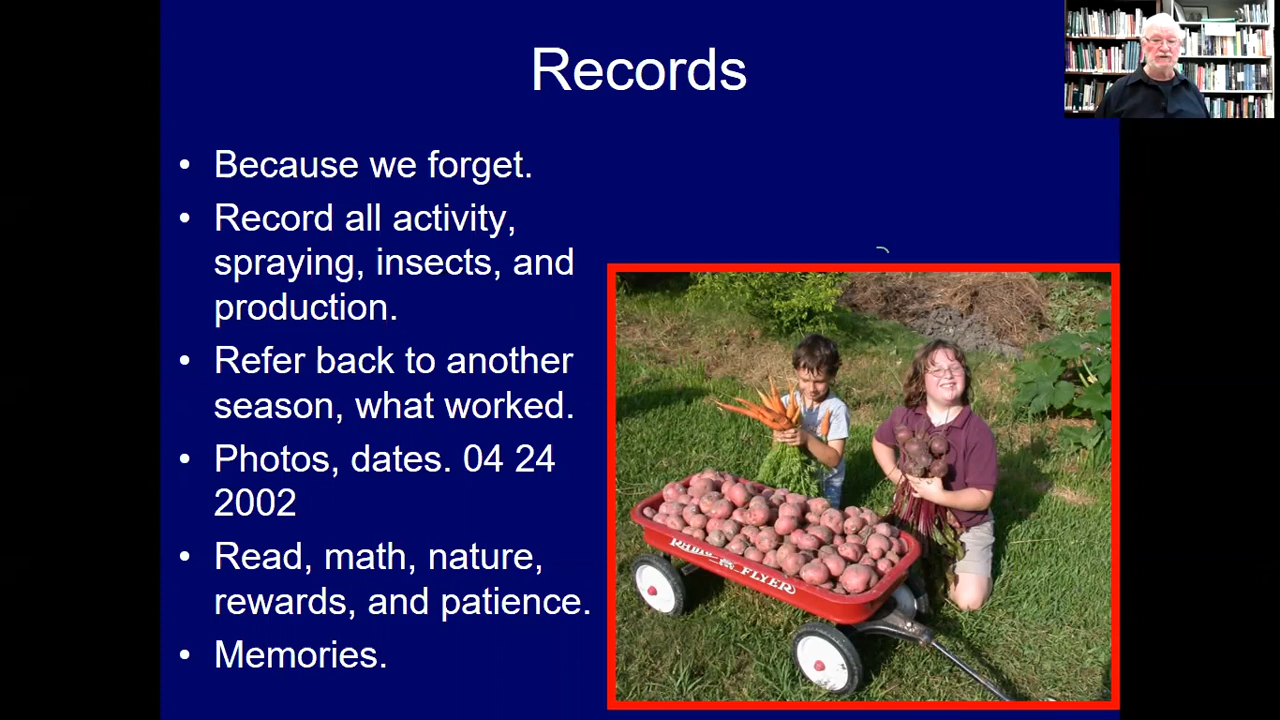 Records
• Because we forget.
• Record all activity,
spraying, insects, and
production.
• Refer back to another
season, what worked.
• Photos, dates. 04 24
2002
• Read, math, nature,
rewards, and patience.
• Memories.
FLYER